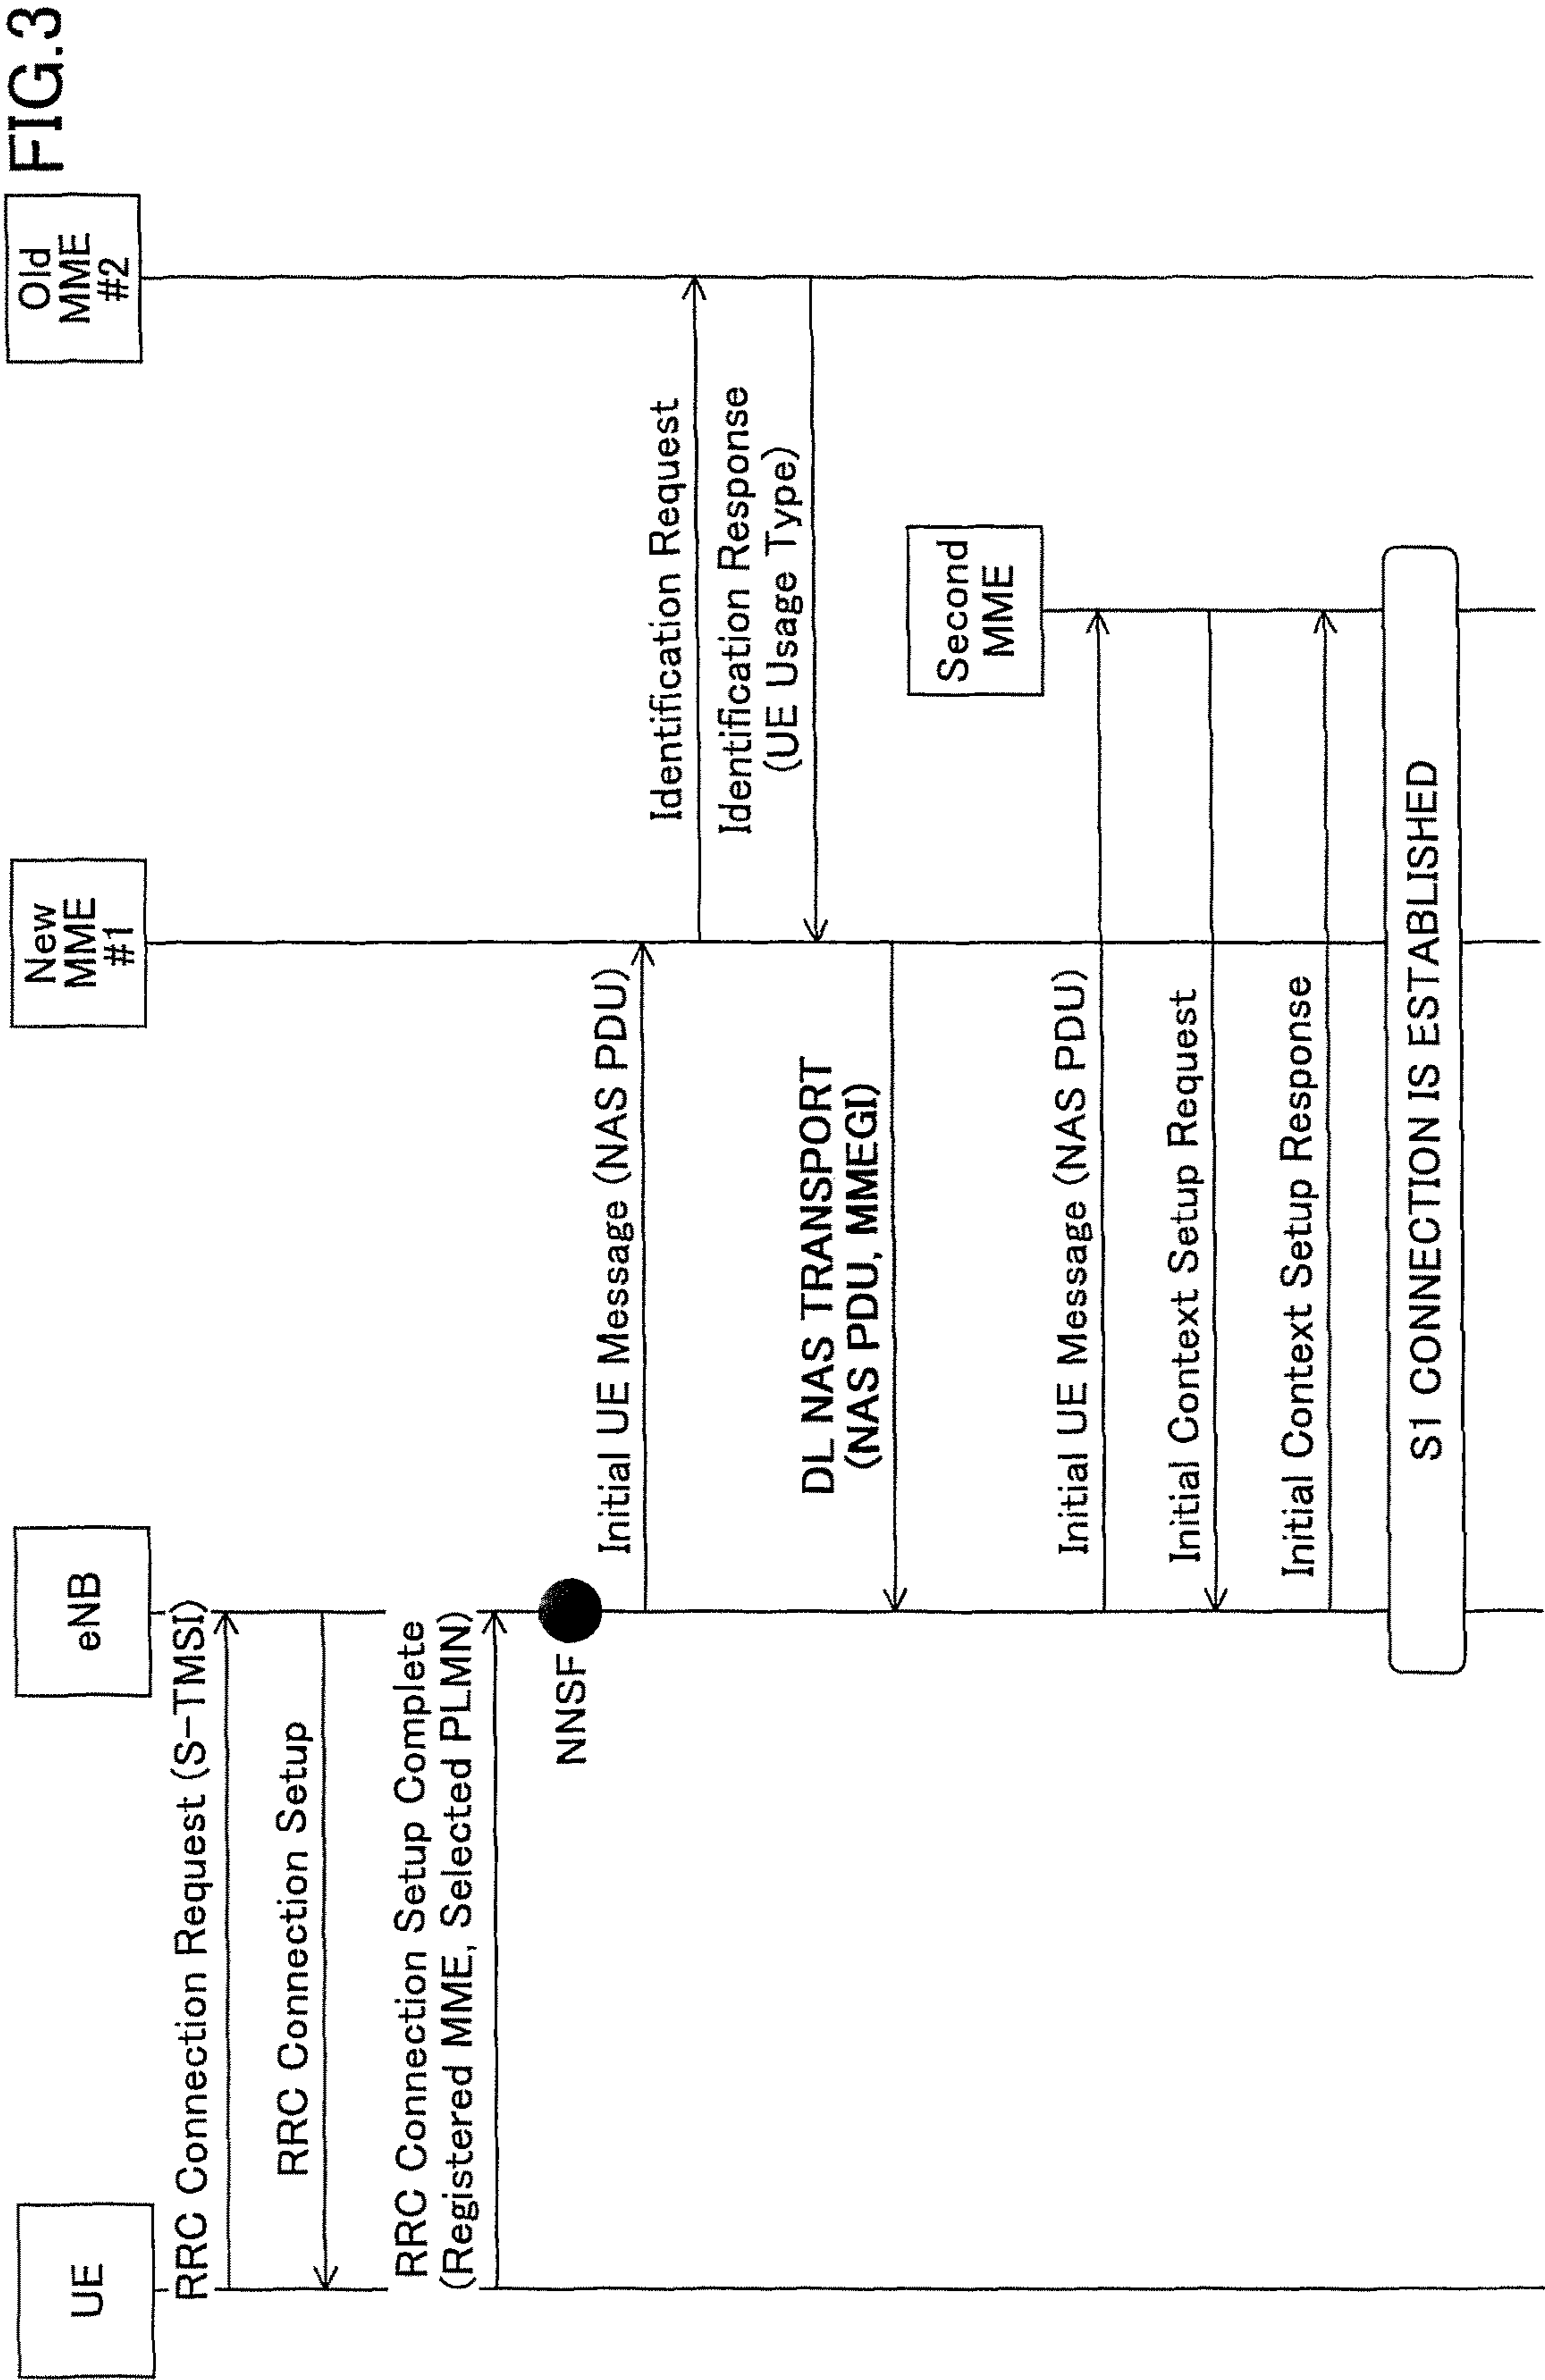 FIG.3
UE
eNB
New
MME
#1
Old
MME
#2
RRC Connection Request (S-TMSI)
RRC Connection Setup
RRC Connection Setup Complete
(Registered MME, Selected PLMN)
NNSF
Initial UE Message (NAS PDU)
Identification Request
Identification Response
(UE Usage Type)
DL NAS TRANSPORT
(NAS PDU, MMEGI)
Second
MME
Initial UE Message (NAS PDU)
Initial Context Setup Request
Initial Context Setup Response
S1 CONNECTION IS ESTABLISHED